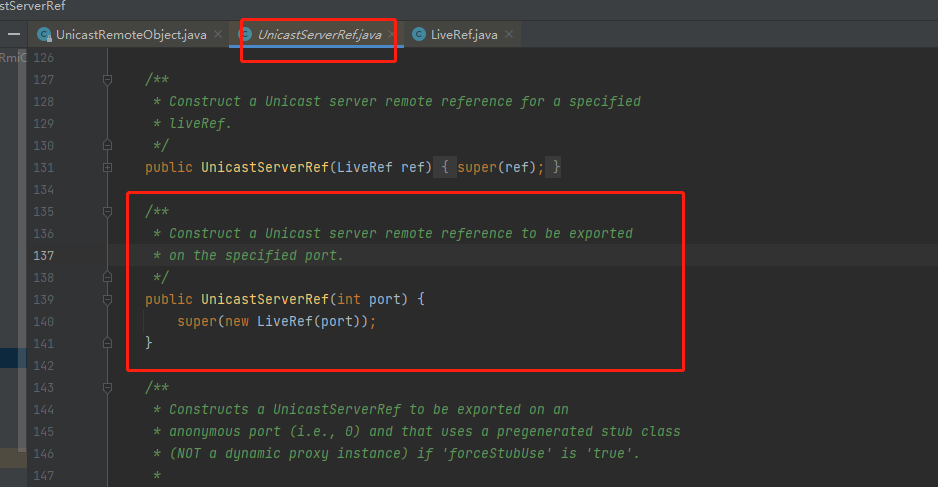 stServerRef
UnicastRemoteObject.java × UnicastServerRef.java × LiveRef.java ×
RmiC
126
127 /**
128 * Construct a Unicast server remote reference for a specified
129 * liveRef.
130 */
131 public UnicastServerRef(LiveRef ref) { super(ref); }
134
135 /**
136 * Construct a Unicast server remote reference to be exported
137 * on the specified port.
138 */
139 public UnicastServerRef(int port) {
140 super(new LiveRef(port));
141 }
142
143 /**
144 * Constructs a UnicastServerRef to be exported on an
145 * anonymous port (i.e., 0) and that uses a pregenerated stub class
146 * (NOT a dynamic proxy instance) if 'forceStubUse' is 'true'.
147 *